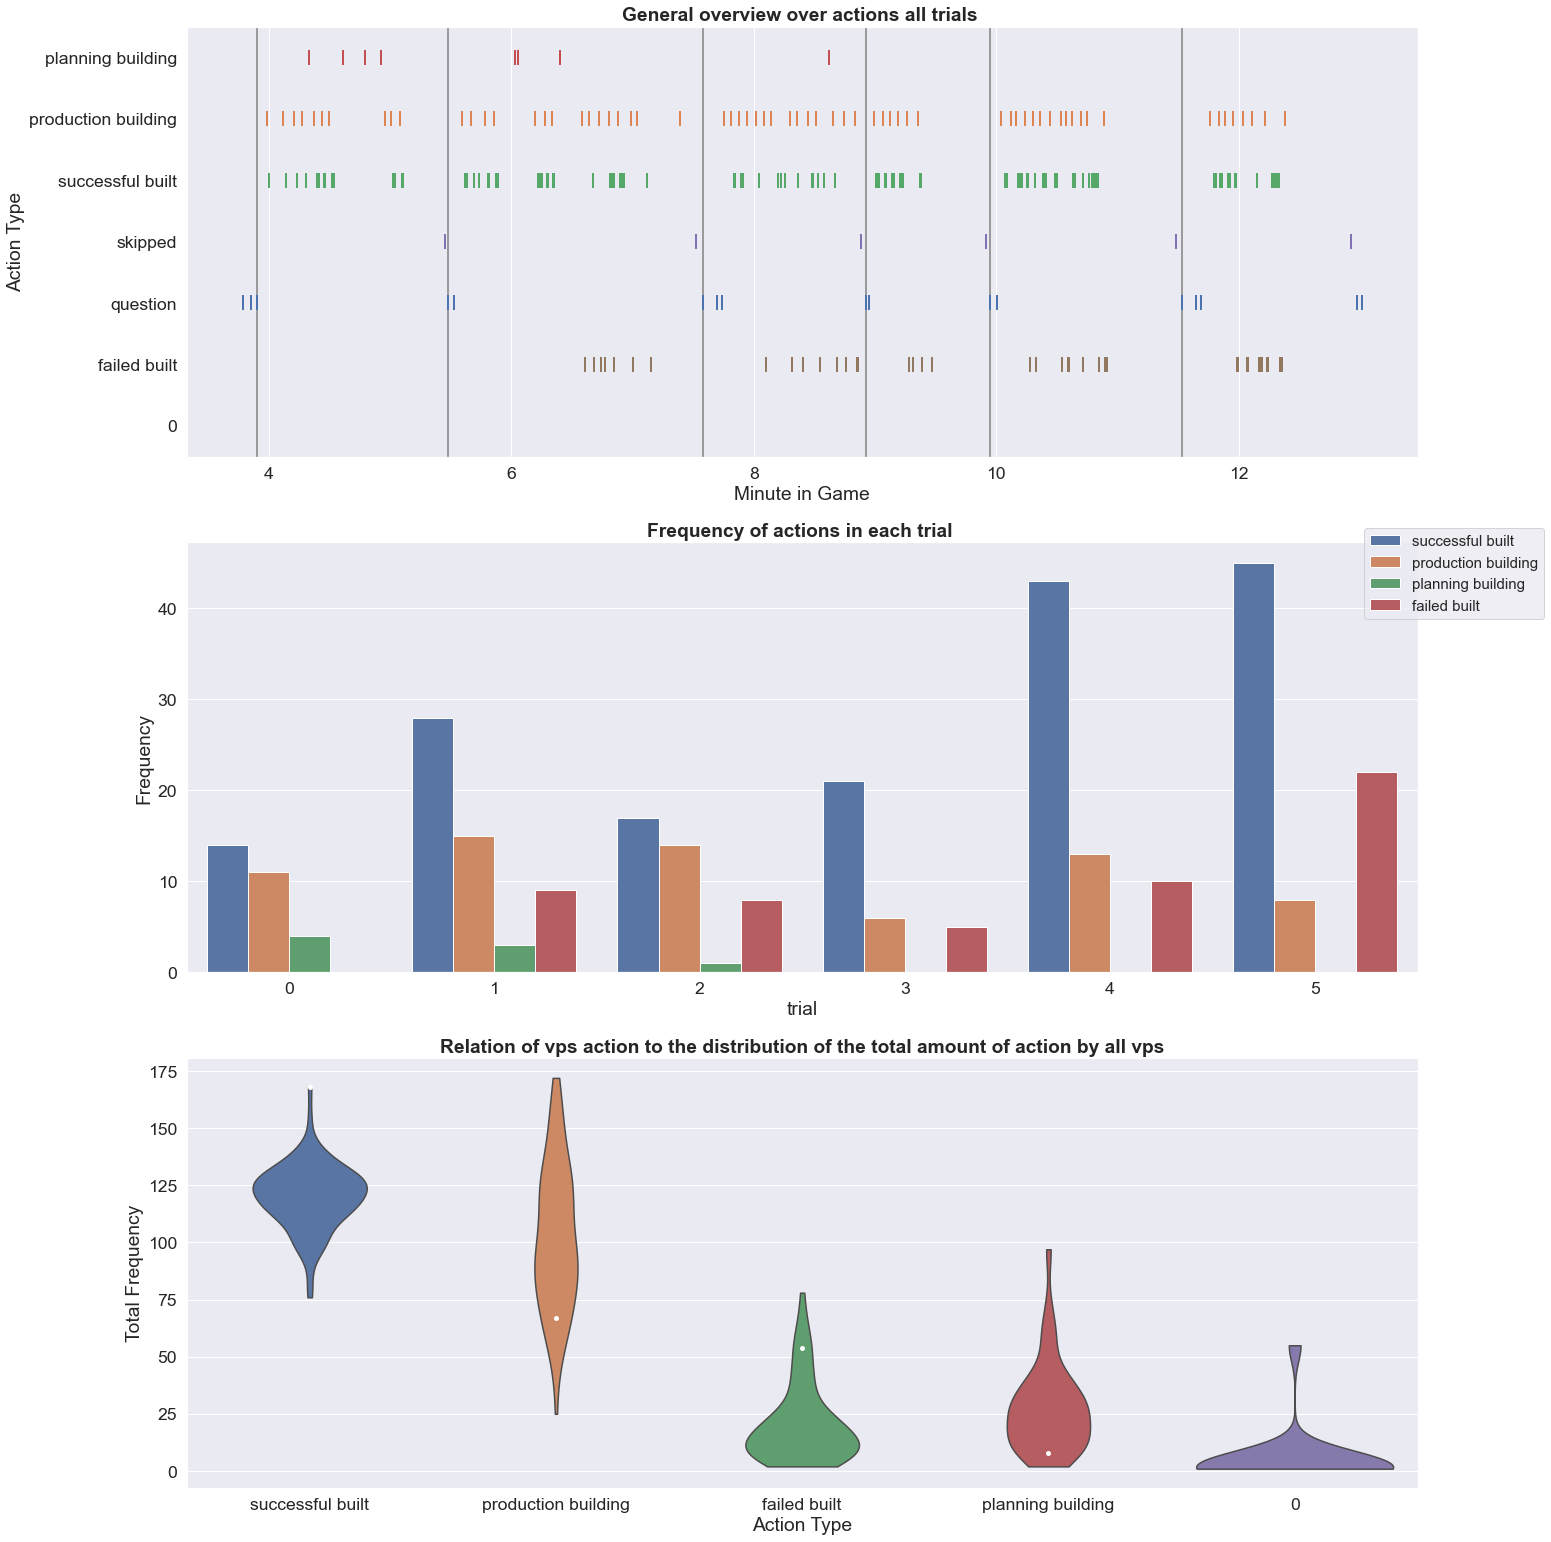 General overview over actions all trials
planning building
production building
successful built
skipped
question
failed built
0
Action Type
4 6 8 10 12
Minute in Game
Frequency of actions in each trial
successful built
production building
planning building
failed built
40
30
20
10
0
Frequency
0 1 2 3 4 5
trial
Relation of vps action to the distribution of the total amount of action by all vps
175
150
125
100
75
50
25
0
Total Frequency
successful built production building failed built planning building 0
Action Type